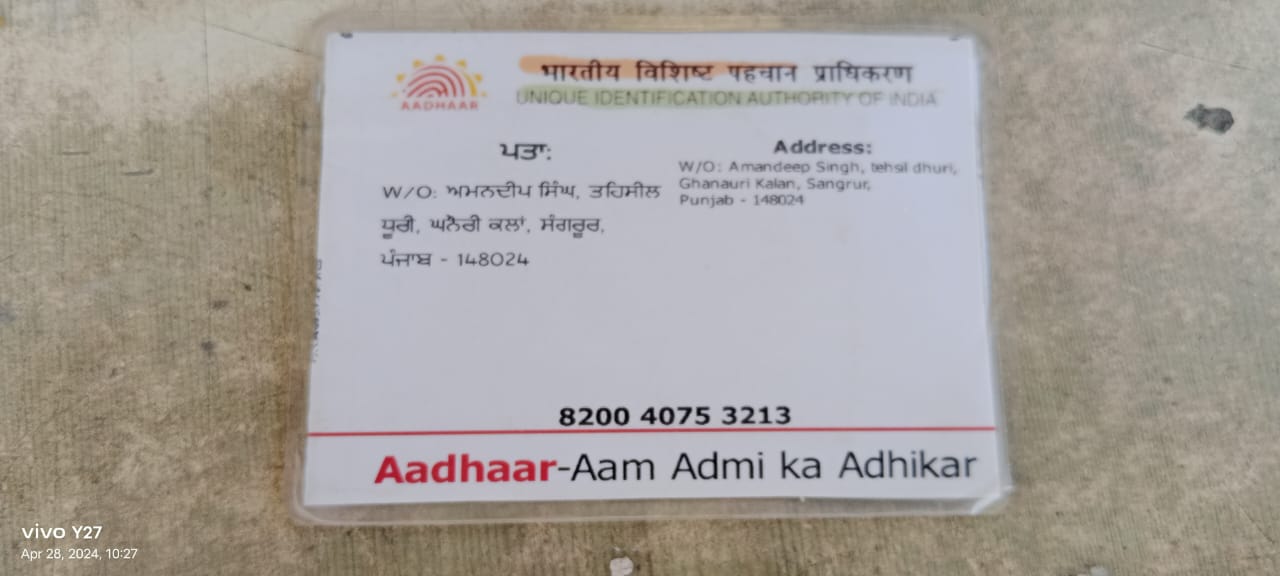 AADHAAR
भारतीय विशिष्ट पहचान प्राधिकरण
UNIQUE IDENTIFICATION AUTHORITY OF INDIA
ਪਤਾ:
W/O: ਅਮਨਦੀਪ ਸਿੰਘ, ਤਹਿਸੀਲ
ਧੂਰੀ, ਘਨੌਰੀ ਕਲਾਂ, ਸੰਗਰੂਰ,
ਪੰਜਾਬ - 148024
Address:
W/O: Amandeep Singh, tehsil dhuri,
Ghanauri Kalan, Sangrur,
Punjab - 148024
8200 4075 3213
Aadhaar-Aam Admi ka Adhikar
vivo Y27
Apr 28, 2024, 10:27